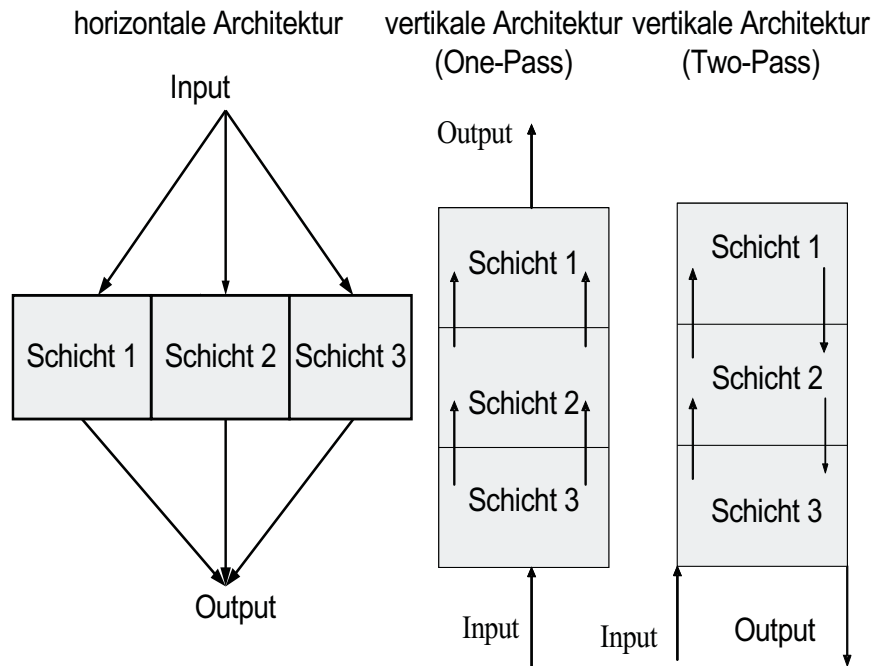 horizontale Architektur
Input
Schicht 1
Schicht 2
Schicht 3
Output
vertikale Architektur
(One-Pass)
Output
Schicht 1
Schicht 2
Schicht 3
Input
vertikale Architektur
(Two-Pass)
Schicht 1
Schicht 2
Schicht 3
Input
Output